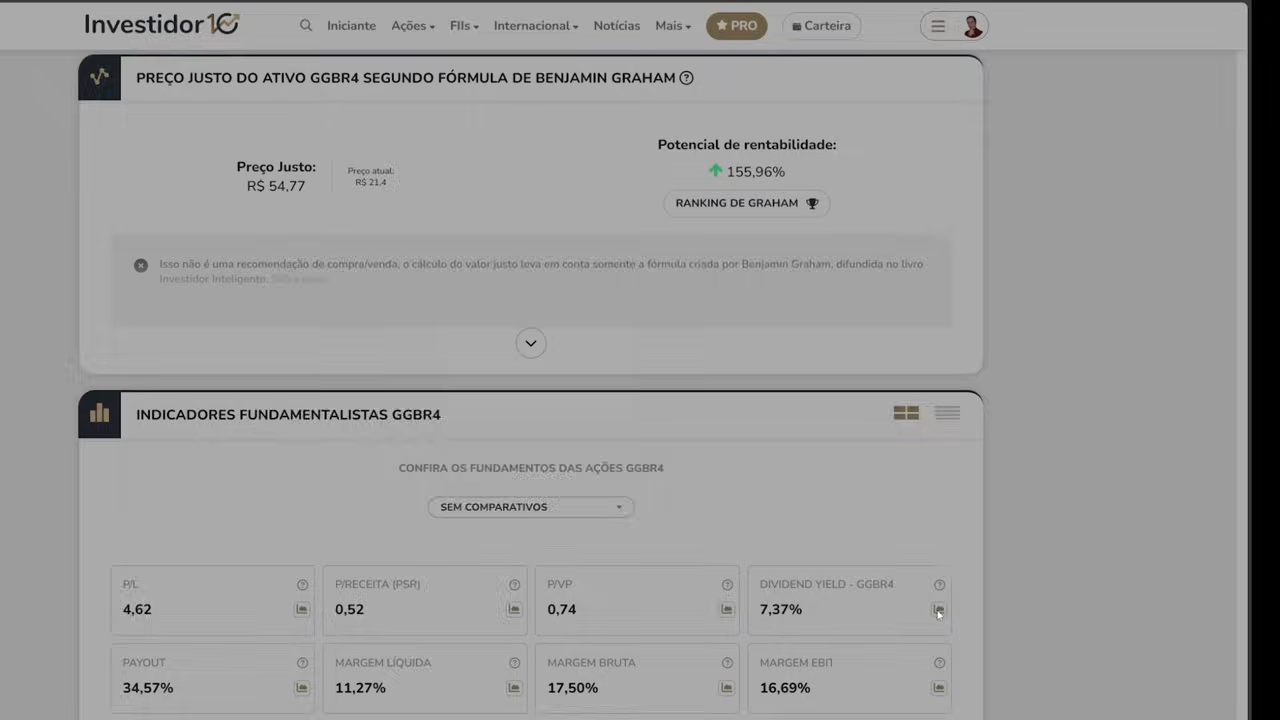 Investidor10
Iniciante
Ações
FIIs
Internacional
Notícias
Mais
PRO
Carteira
PREÇO JUSTO DO ATIVO GGBR4 SEGUNDO FÓRMULA DE BENJAMIN GRAHAM
Preço Justo:
R$ 54,77
Preço atual:
R$ 21.4
Potencial de rentabilidade:
155,96%
RANKING DE GRAHAM
Isso não é uma recomendação de compra/venda, o cálculo do valor justo leva em conta somente a fórmula criada por Benjamin Graham, difundida no livro
Investidor Inteligente.
INDICADORES FUNDAMENTALISTAS GGBR4
CONFIRA OS FUNDAMENTOS DAS AÇÕES GGBR4
SEM COMPARATIVOS
P/L
4,62
P/RECEITA (PSR)
0,52
P/VP
0,74
DIVIDEND YIELD - GGBR4
7,37%
PAYOUT
34,57%
MARGEM LÍQUIDA
11,27%
MARGEM BRUTA
17,50%
MARGEM EBIT
16,69%